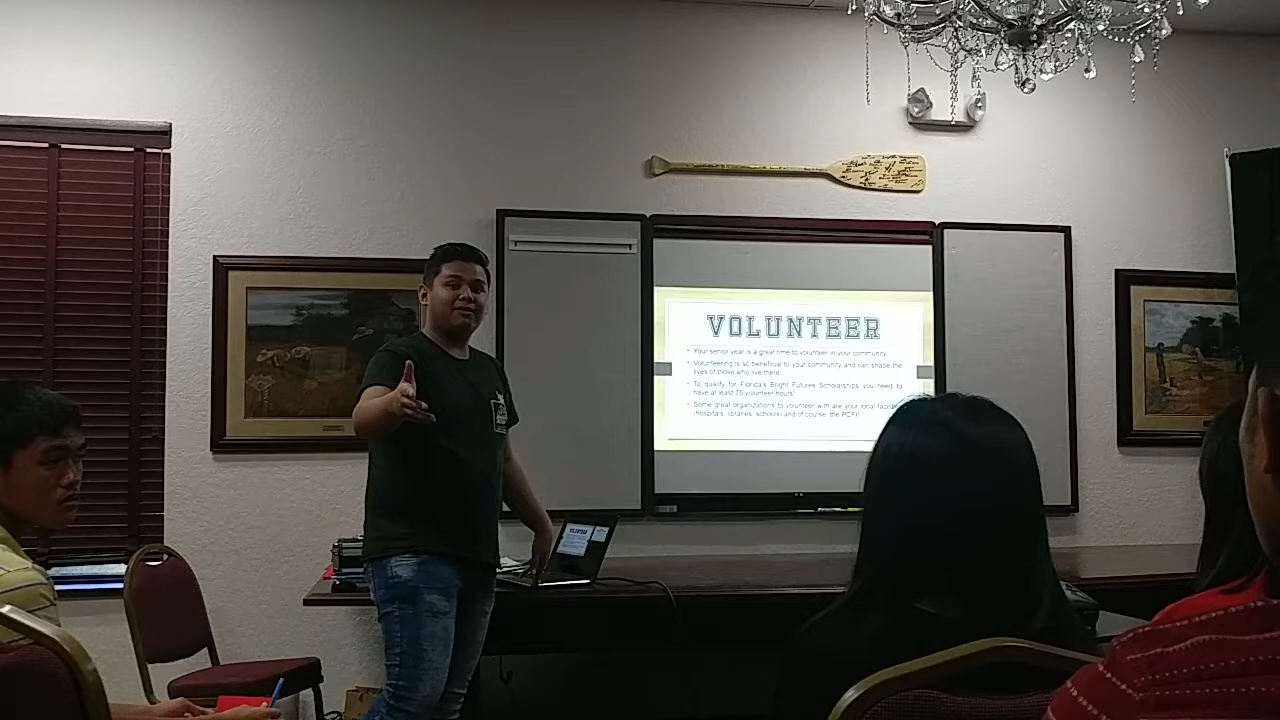 VOLUNTEER
Your senior year is a great time to volunteer in your community
Volunteering is so beneficial to your community and can shape the
lives of those who live there
To qualify for Florida's Bright Futures Scholarships you need to
have at least 75 volunteer hours!
Some great organizations to volunteer with are your local facilit
(hospitals, libraries, schools) and of course, the PCF!!
VOLUNTEER